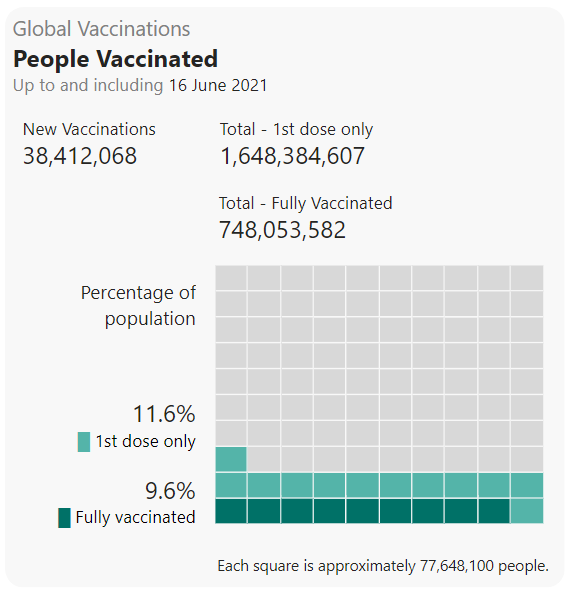 Global Vaccinations
People Vaccinated
Up to and including 16 June 2021
New Vaccinations
38,412,068
Total - 1st dose only
1,648,384,607
Total - Fully Vaccinated
748,053,582
Percentage of
population
11.6%
1st dose only
9.6%
Fully vaccinated
Each square is approximately 77,648,100 people.